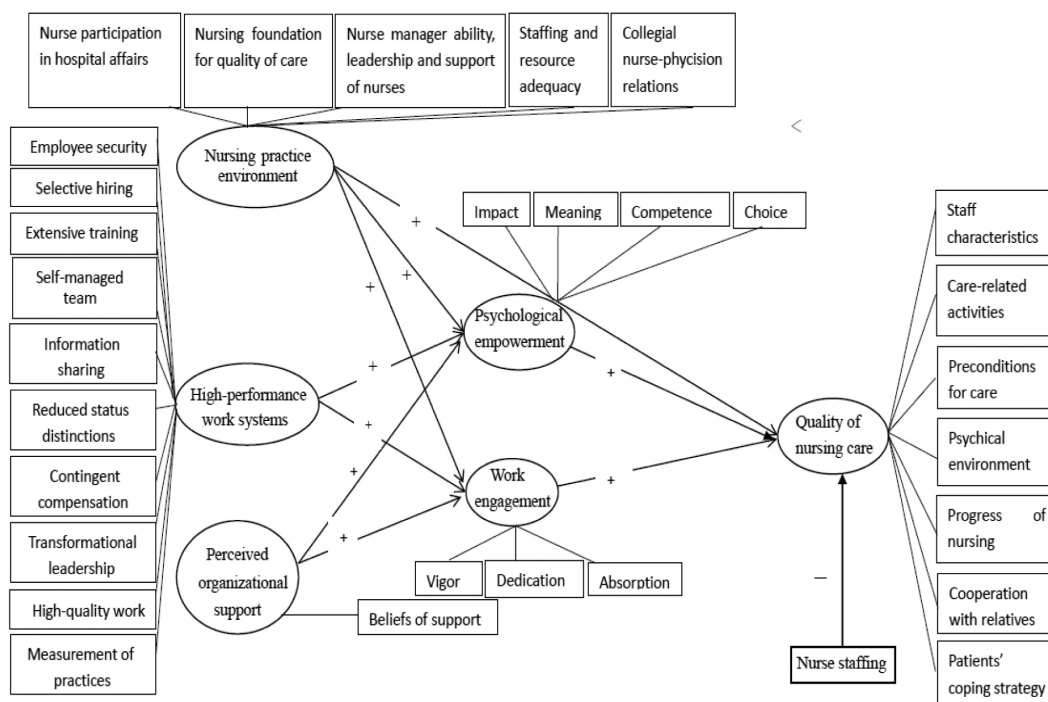 Nurse participation
in hospital affairs
Nursing foundation
for quality of care
Nurse manager ability,
leadership and support
of nurses
Staffing and
resource
adequacy
Collegial
nurse-phycision
relations
<
Employee security
Selective hiring
Extensive training
Self-managed
team
Information
sharing
Reduced status
distinctions
Contingent
compensation
Transformational
leadership
High-quality work
Measurement of
practices
Nursing practice
environment
High-performance
work systems
Perceived
organizational
support
Beliefs of support
+
+
+
+
+
+
+
Impact
Meaning
Competence
Choice
Psychological
empowerment
Work
engagement
Vigor
Dedication
Absorption
+
+
Quality of
nursing care
–
Nurse staffing
Staff
characteristics
Care-related
activities
Preconditions
for care
Psychical
environment
Progress of
nursing
Cooperation
with relatives
Patients'
coping strategy